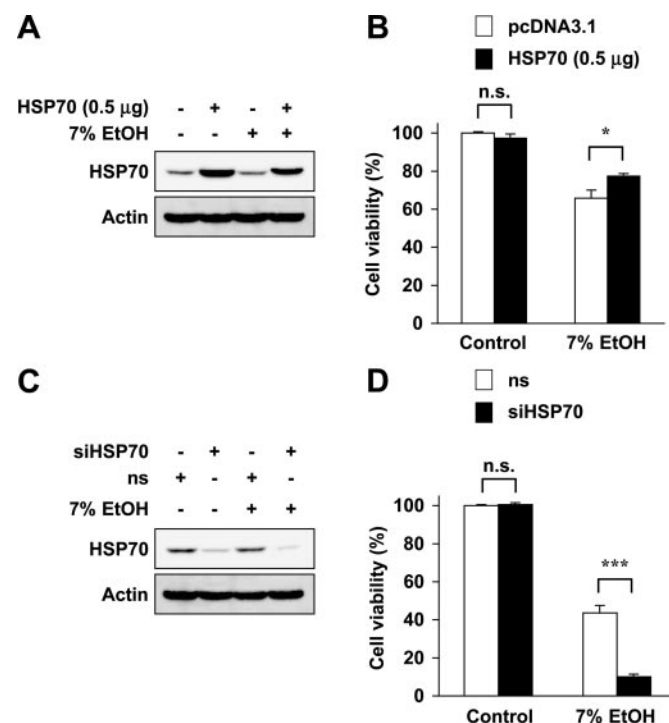 A
HSP70 (0.5 µg) - + - +
7% EtOH - - + +
HSP70
Actin
B
pcDNA3.1
HSP70 (0.5 µg)
n.s.
*
Cell viability (%)
100
80
60
40
20
0
Control 7% EtOH
C
siHSP70 - + - +
ns + - + -
7% EtOH - - + +
HSP70
Actin
D
ns
siHSP70
n.s.
***
Cell viability (%)
100
80
60
40
20
0
Control 7% EtOH